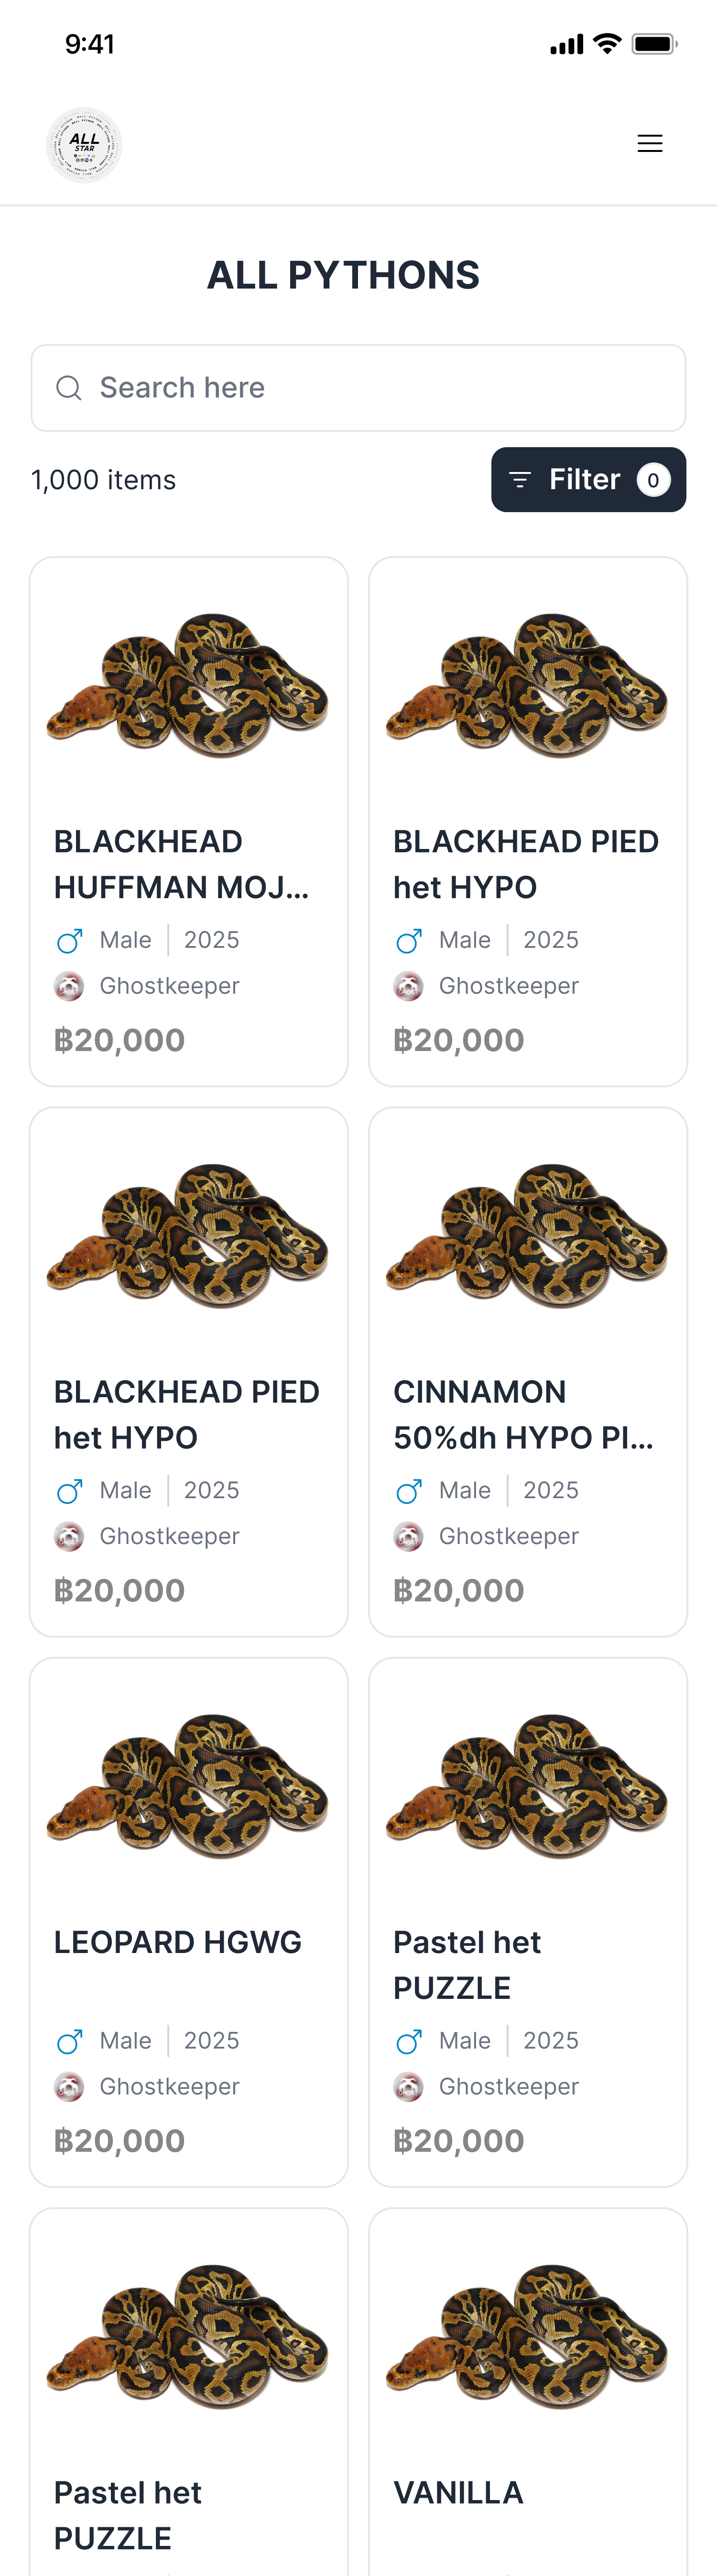 9:41
ALL
STAR
ALL PYTHONS
Search here
1,000 items
Filter 0
BLACKHEAD
HUFFMAN MOJ...
Male | 2025
Ghostkeeper
฿20,000
BLACKHEAD PIED
het HYPO
Male | 2025
Ghostkeeper
฿20,000
BLACKHEAD PIED
het HYPO
Male | 2025
Ghostkeeper
฿20,000
CINNAMON
50%dh HYPO PI...
Male | 2025
Ghostkeeper
฿20,000
LEOPARD HGWG
Male | 2025
Ghostkeeper
฿20,000
Pastel het
PUZZLE
Male | 2025
Ghostkeeper
฿20,000
Pastel het
PUZZLE
VANILLA